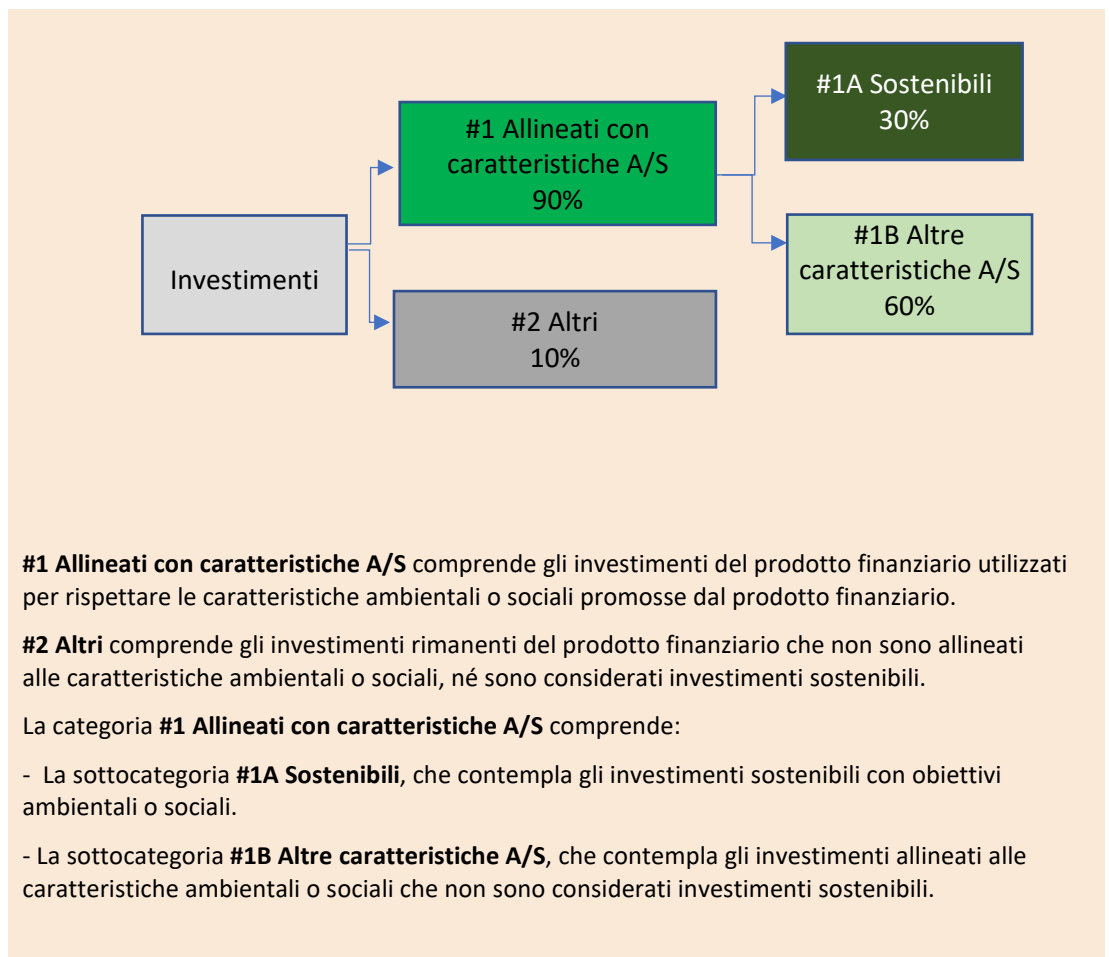 #1A Sostenibili
30%
#1 Allineati con
caratteristiche A/S
90%
#1B Altre
caratteristiche A/S
60%
Investimenti
#2 Altri
10%
#1 Allineati con caratteristiche A/S comprende gli investimenti del prodotto finanziario utilizzati
per rispettare le caratteristiche ambientali o sociali promosse dal prodotto finanziario.
#2 Altri comprende gli investimenti rimanenti del prodotto finanziario che non sono allineati
alle caratteristiche ambientali o sociali, né sono considerati investimenti sostenibili.
La categoria #1 Allineati con caratteristiche A/S comprende:
- La sottocategoria #1A Sostenibili, che contempla gli investimenti sostenibili con obiettivi
ambientali o sociali.
- La sottocategoria #1B Altre caratteristiche A/S, che contempla gli investimenti allineati alle
caratteristiche ambientali o sociali che non sono considerati investimenti sostenibili.